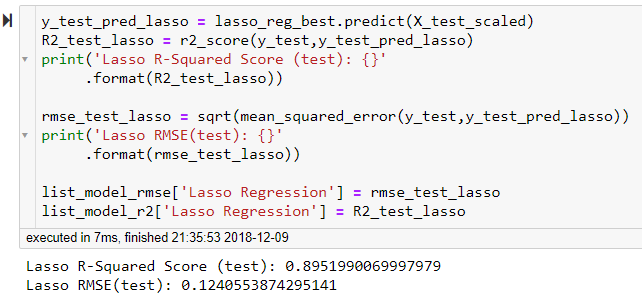 y_test_pred_lasso = lasso_reg_best.predict(X_test_scaled)
R2_test_lasso = r2_score(y_test,y_test_pred_lasso)
print('Lasso R-Squared Score (test): {}'
     .format(R2_test_lasso))
rmse_test_lasso = sqrt(mean_squared_error(y_test,y_test_pred_lasso))
print('Lasso RMSE(test): {}'
     .format(rmse_test_lasso))
list_model_rmse['Lasso Regression'] = rmse_test_lasso
list_model_r2['Lasso Regression'] = R2_test_lasso
executed in 7ms, finished 21:35:53 2018-12-09
Lasso R-Squared Score (test): 0.8951990069997979
Lasso RMSE(test): 0.1240553874295141